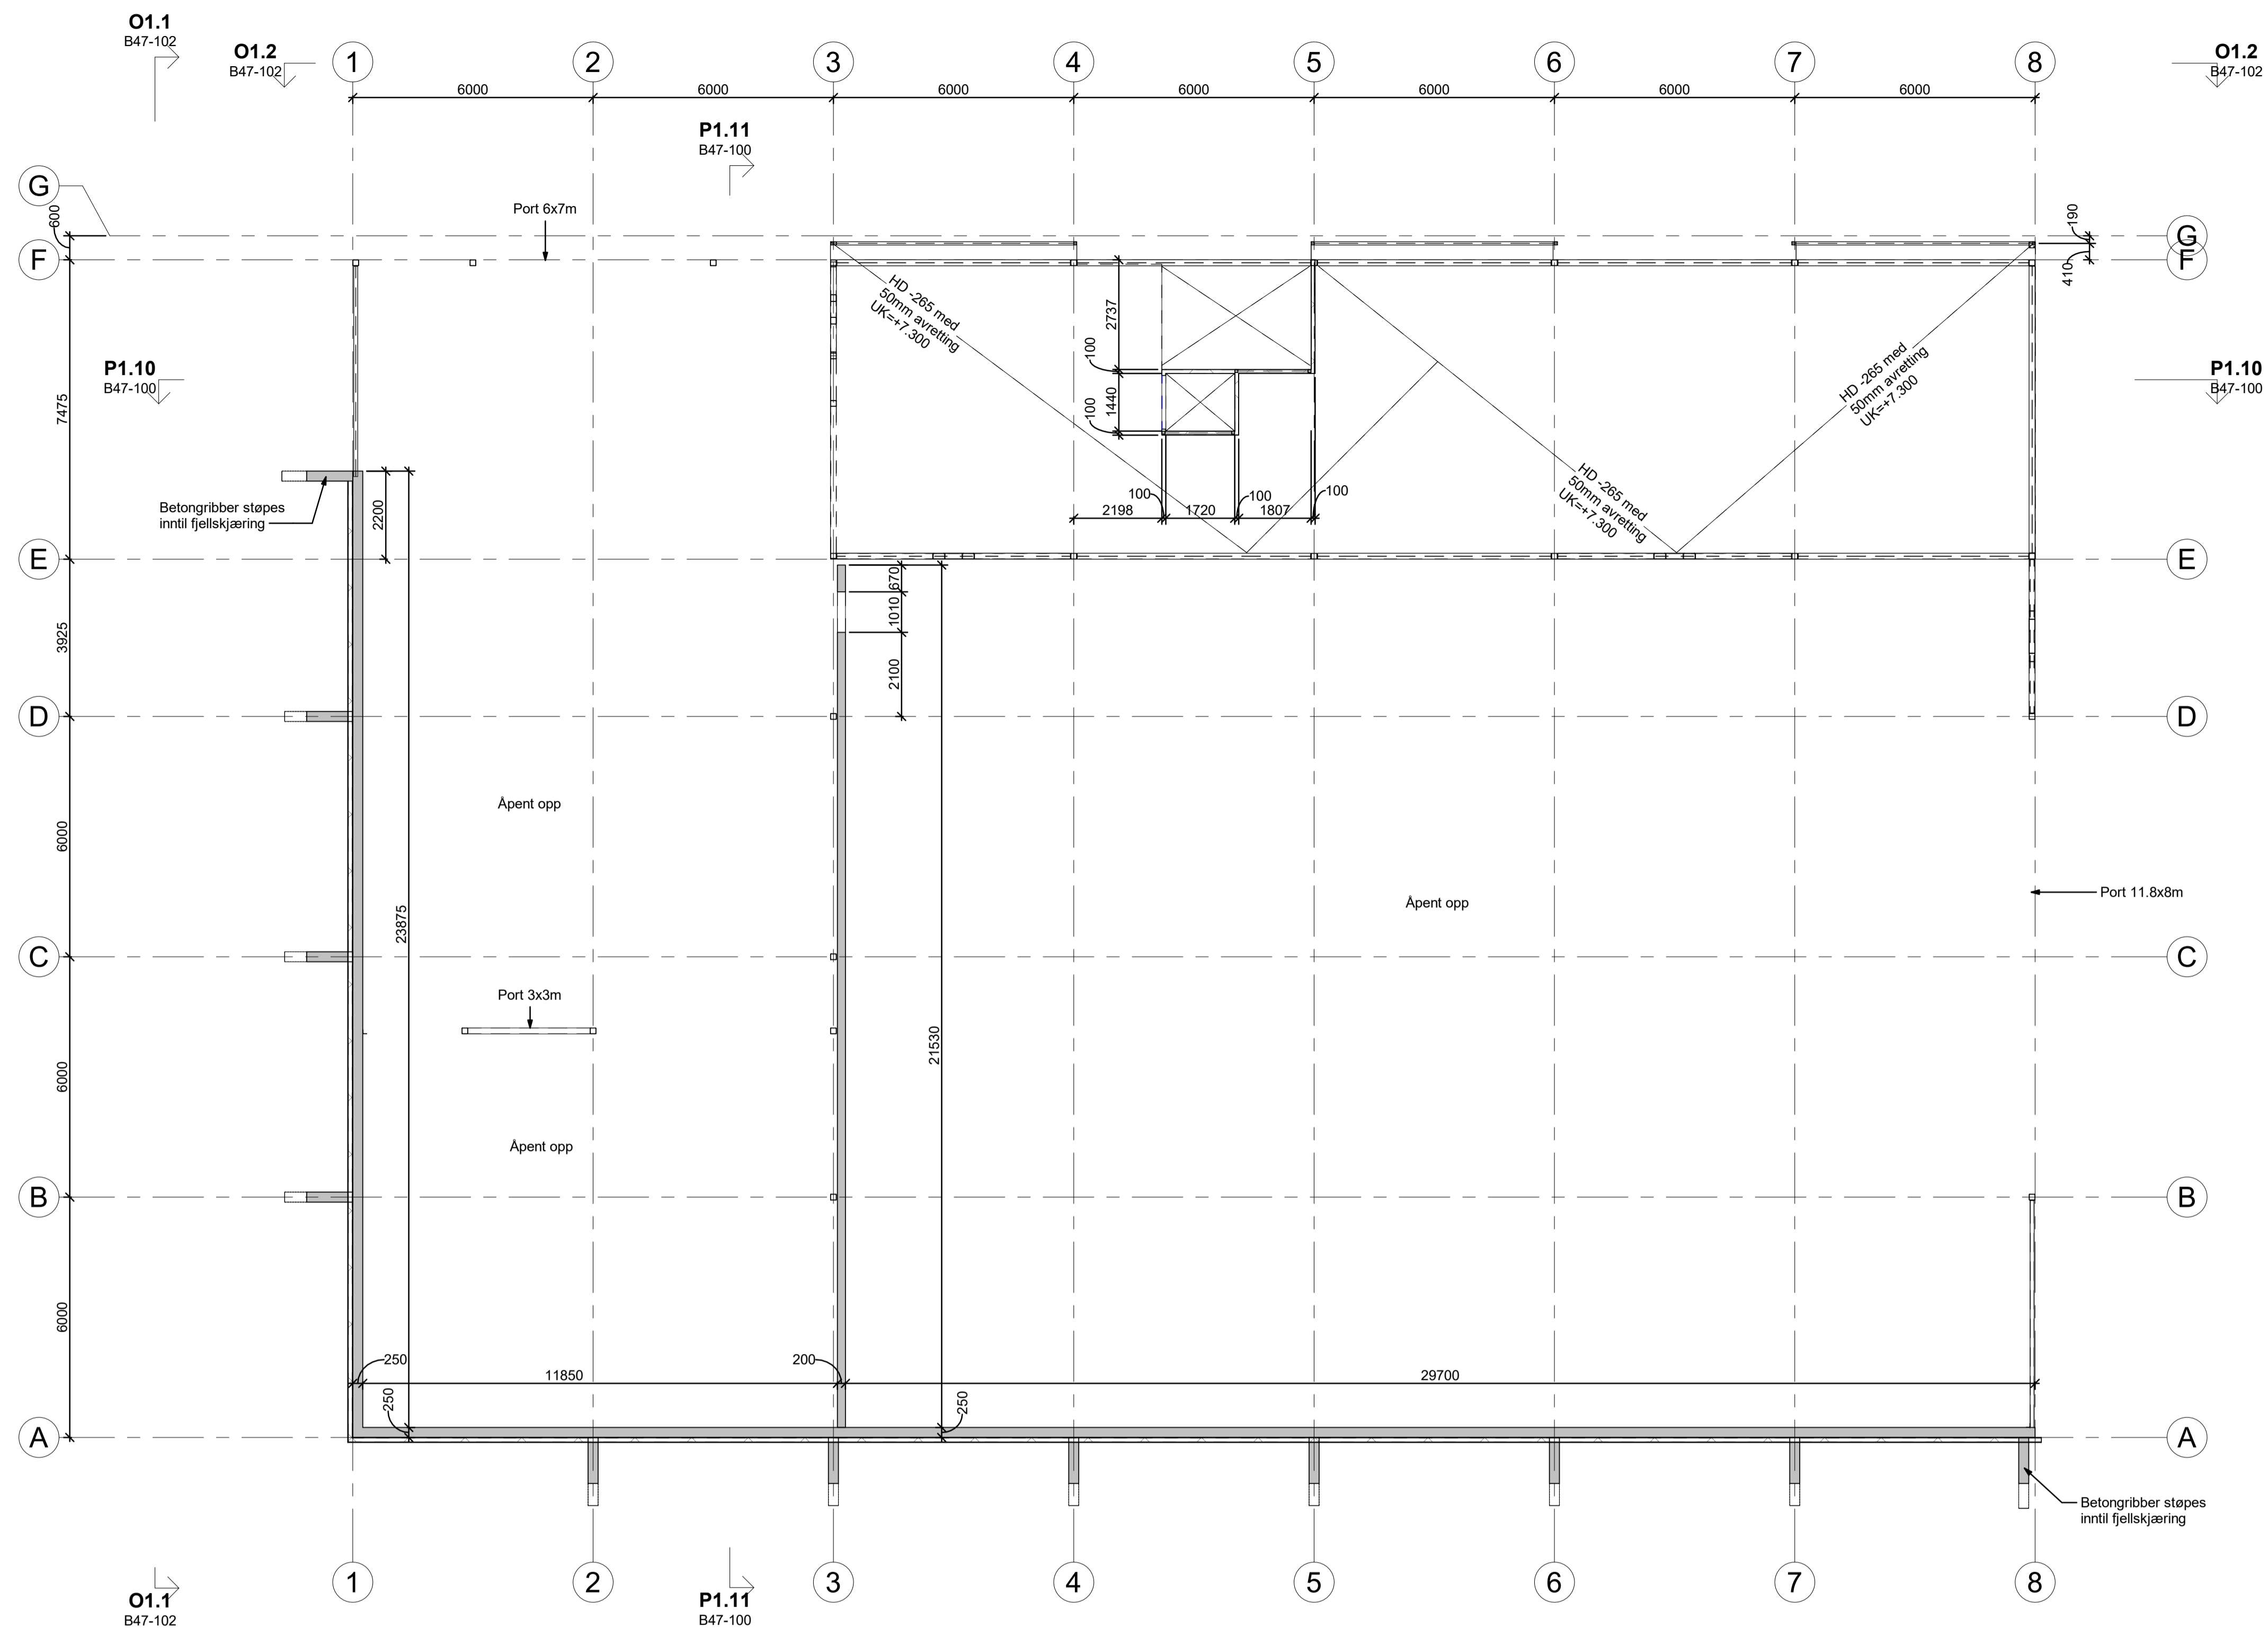 O1.1
B47-102
O1.2
B47-102
O1.2
B47-102
1
2
3
4
5
6
7
8
6000
6000
6000
6000
6000
6000
6000
P1.11
B47-100
G
600
F
Port 6x7m
190
G
F
410
HD -265 med
50mm avretting
UK=+7.300
2737
100
1440
100
HD -265 med
50mm avretting
UK=+7.300
P1.10
B47-100
P1.10
B47-100
7475
Betongribber støpes
inntil fjellskjæring
2200
HD -265 med
50mm avretting
UK=+7.300
100
100
100
2198
1720
1807
E
E
670
1010
2100
3925
D
D
Åpent opp
6000
23875
Åpent opp
Port 11.8x8m
C
C
Port 3x3m
21530
6000
Åpent opp
B
B
6000
250
11850
200
29700
250
250
A
A
Betongribber støpes
inntil fjellskjæring
1
2
3
4
5
6
7
8
O1.1
B47-102
P1.11
B47-100